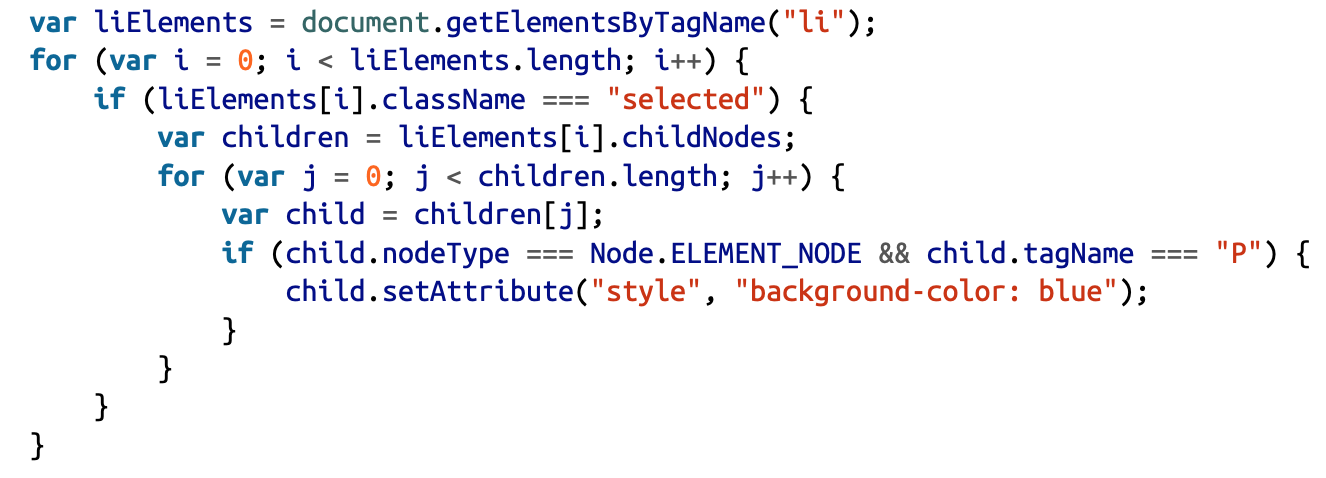 var liElements = document.getElementsByTagName("li");
for (var i = 0; i < liElements.length; i++) {
    if (liElements[i].className === "selected") {
        var children = liElements[i].childNodes;
        for (var j = 0; j < children.length; j++) {
            var child = children[j];
            if (child.nodeType === Node.ELEMENT_NODE && child.tagName === "P") {
                child.setAttribute("style", "background-color: blue");
            }
        }
    }
}